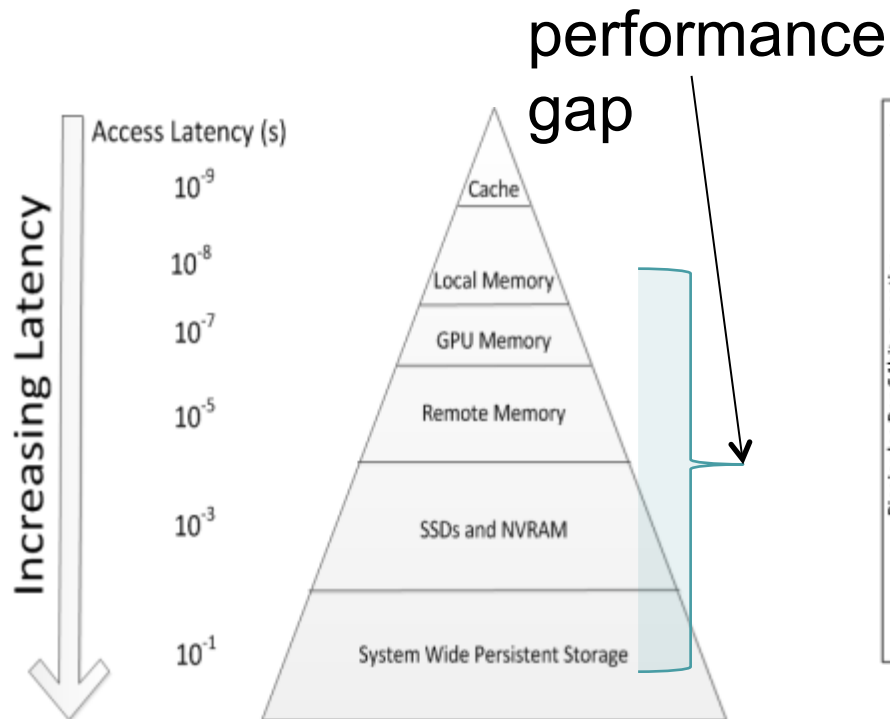 performance
gap
Access Latency (s)
Increasing Latency
10⁻⁹
Cache
10⁻⁸
Local Memory
10⁻⁷
GPU Memory
10⁻⁵
Remote Memory
10⁻³
SSDs and NVRAM
10⁻¹
System Wide Persistent Storage